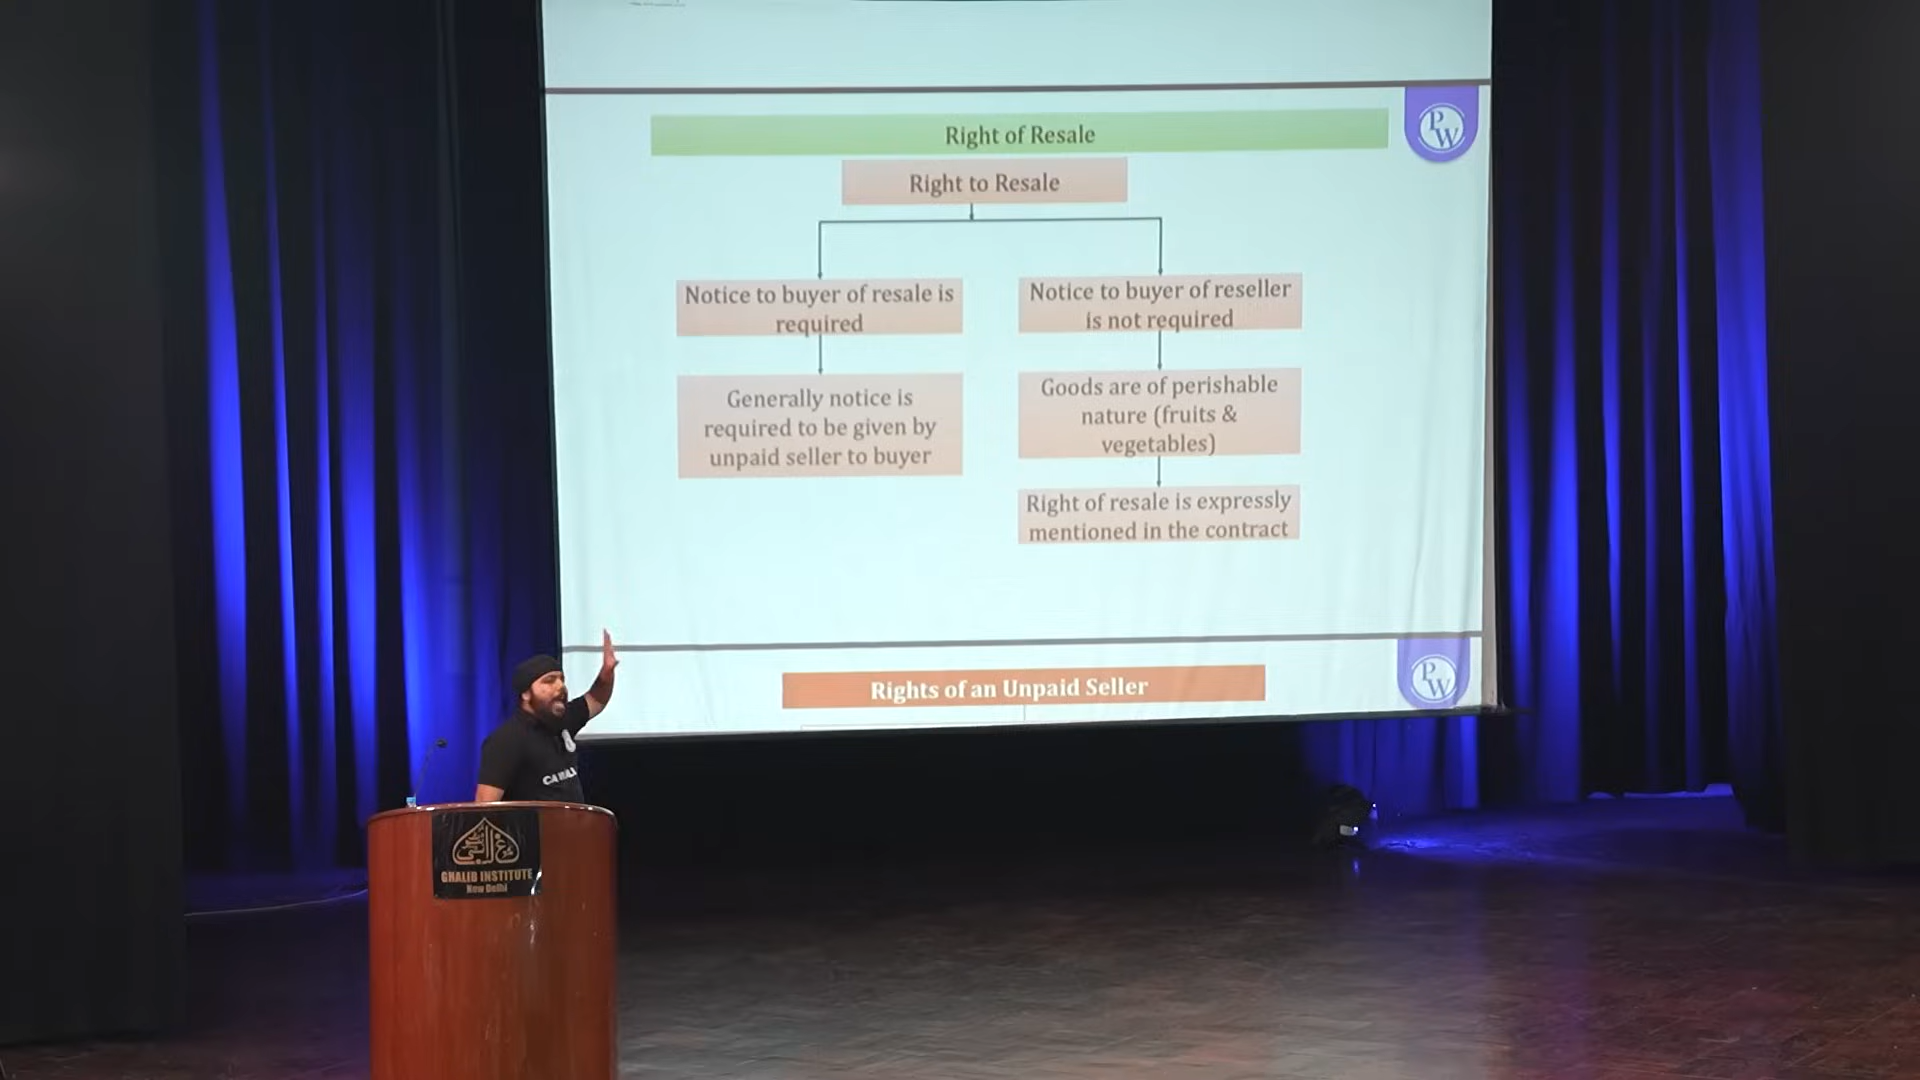 Right of Resale
P
W
Right to Resale
Notice to buyer of resale is
required
Notice to buyer of reseller
is not required
Generally notice is
required to be given by
unpaid seller to buyer
Goods are of perishable
nature (fruits &
vegetables)
Right of resale is expressly
mentioned in the contract
Rights of an Unpaid Seller
P
W
CA
GHALIB INSTITUTE
New Delhi